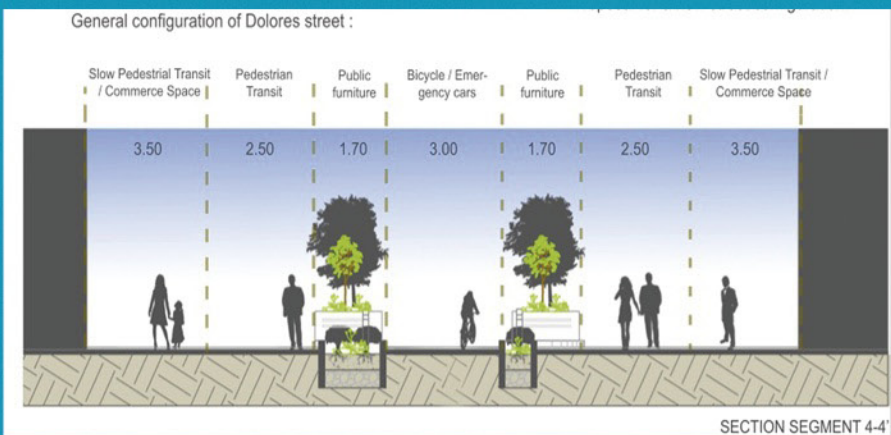 General configuration of Dolores street :
Slow Pedestrial Transit
/ Commerce Space
Pedestrian
Transit
Public
furniture
Bicycle / Emer-
gency cars
Public
furniture
Pedestrian
Transit
Slow Pedestrial Transit /
Commerce Space
3.50
2.50
1.70
3.00
1.70
2.50
3.50
SECTION SEGMENT 4-4'